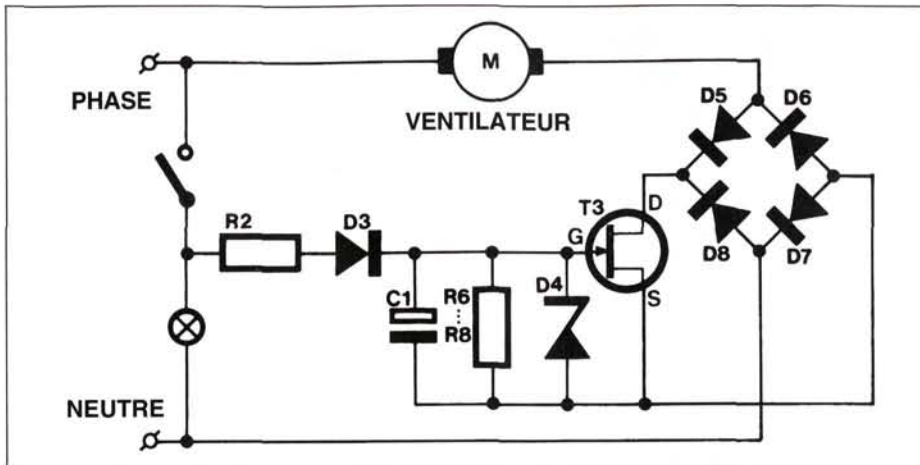 M
D5
D6
PHASE
VENTILATEUR
R2
D3
T3
D
G
D8
D7
C1
R6
R8
D4
S
NEUTRE